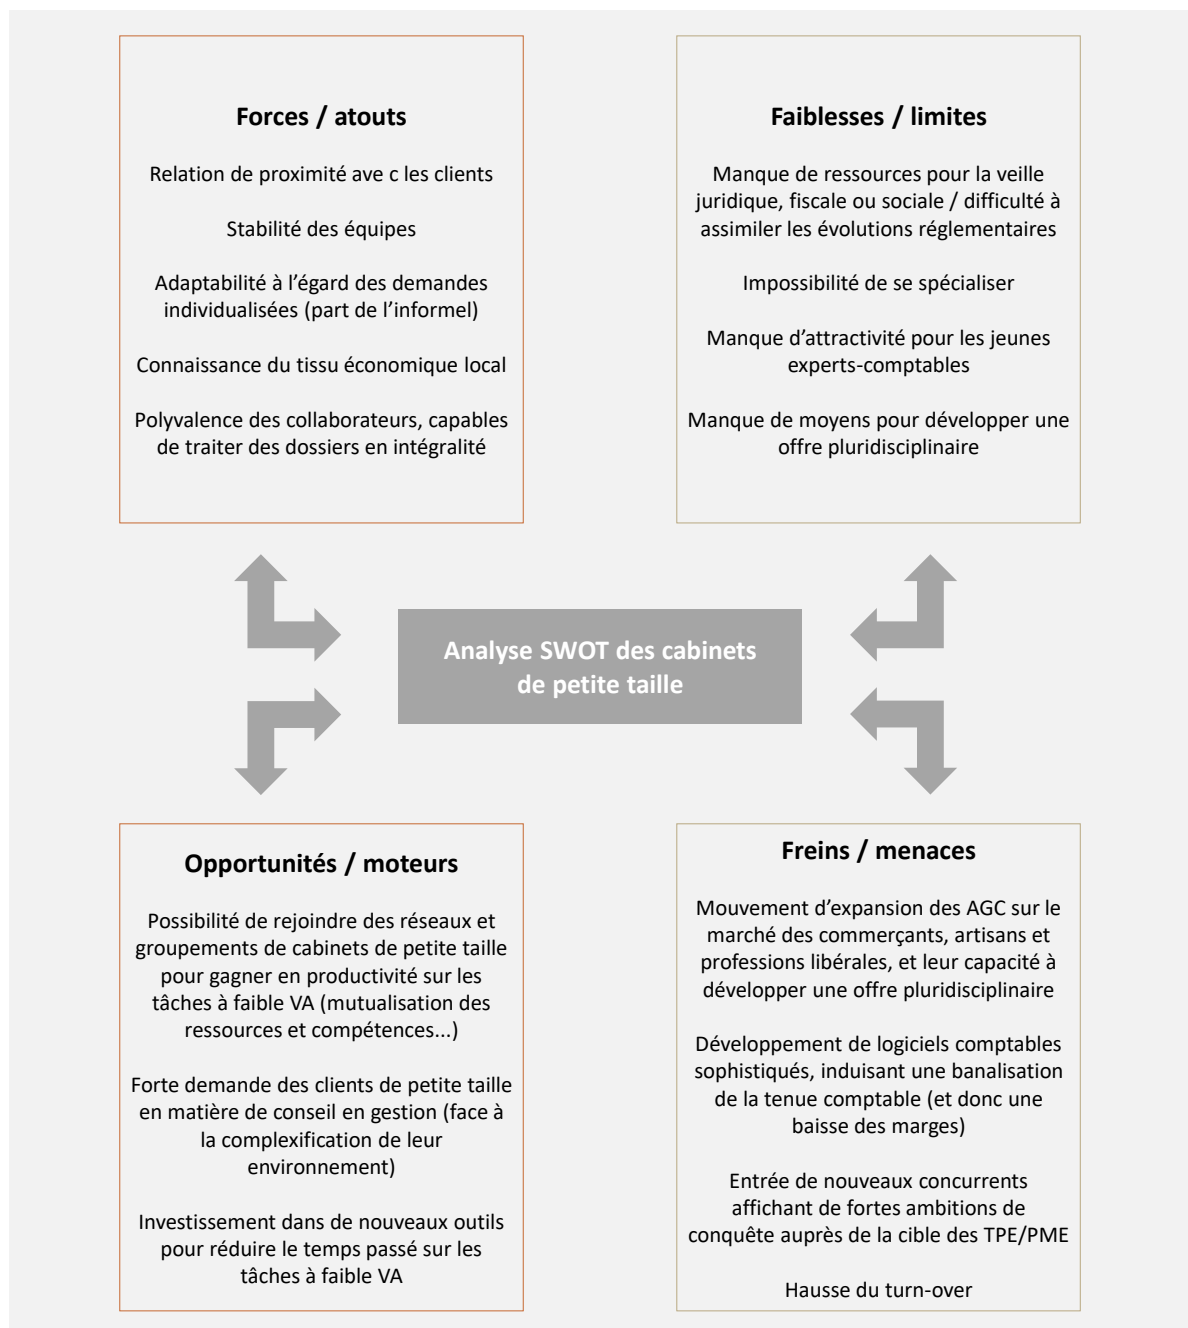 Forces / atouts
Relation de proximité ave c les clients
Stabilité des équipes
Adaptabilité à l’égard des demandes
individualisées (part de l’informel)
Connaissance du tissu économique local
Polyvalence des collaborateurs, capables
de traiter des dossiers en intégralité
Faiblesses / limites
Manque de ressources pour la veille
juridique, fiscale ou sociale / difficulté à
assimiler les évolutions réglementaires
Impossibilité de se spécialiser
Manque d’attractivité pour les jeunes
experts-comptables
Manque de moyens pour développer une
offre pluridisciplinaire
Analyse SWOT des cabinets
de petite taille
Opportunités / moteurs
Possibilité de rejoindre des réseaux et
groupements de cabinets de petite taille
pour gagner en productivité sur les
tâches à faible VA (mutualisation des
ressources et compétences...)
Forte demande des clients de petite taille
en matière de conseil en gestion (face à
la complexification de leur
environnement)
Investissement dans de nouveaux outils
pour réduire le temps passé sur les
tâches à faible VA
Freins / menaces
Mouvement d’expansion des AGC sur le
marché des commerçants, artisans et
professions libérales, et leur capacité à
développer une offre pluridisciplinaire
Développement de logiciels comptables
sophistiqués, induisant une banalisation
de la tenue comptable (et donc une
baisse des marges)
Entrée de nouveaux concurrents
affichant de fortes ambitions de
conquête auprès de la cible des TPE/PME
Hausse du turn-over